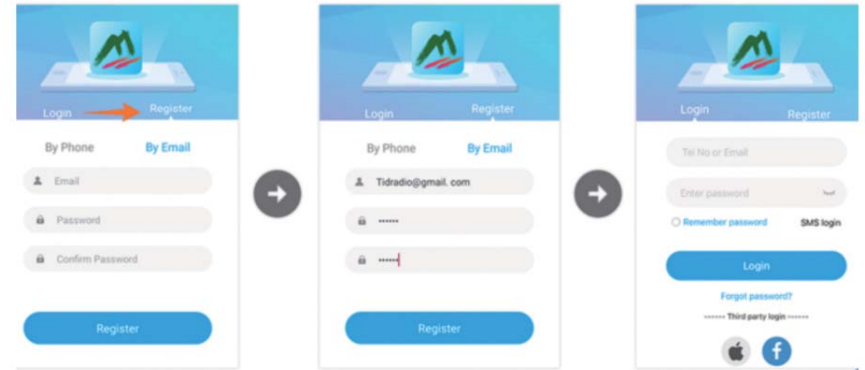 Login
Register
By Phone
By Email
Email
Password
Confirm Password
Register
Login
Register
By Phone
By Email
Tidradio@gmail. com
••••••
••••••
Register
Login
Register
Tel No or Email
Enter password
Remember password
SMS login
Login
Forgot password?
------ Third party login ------